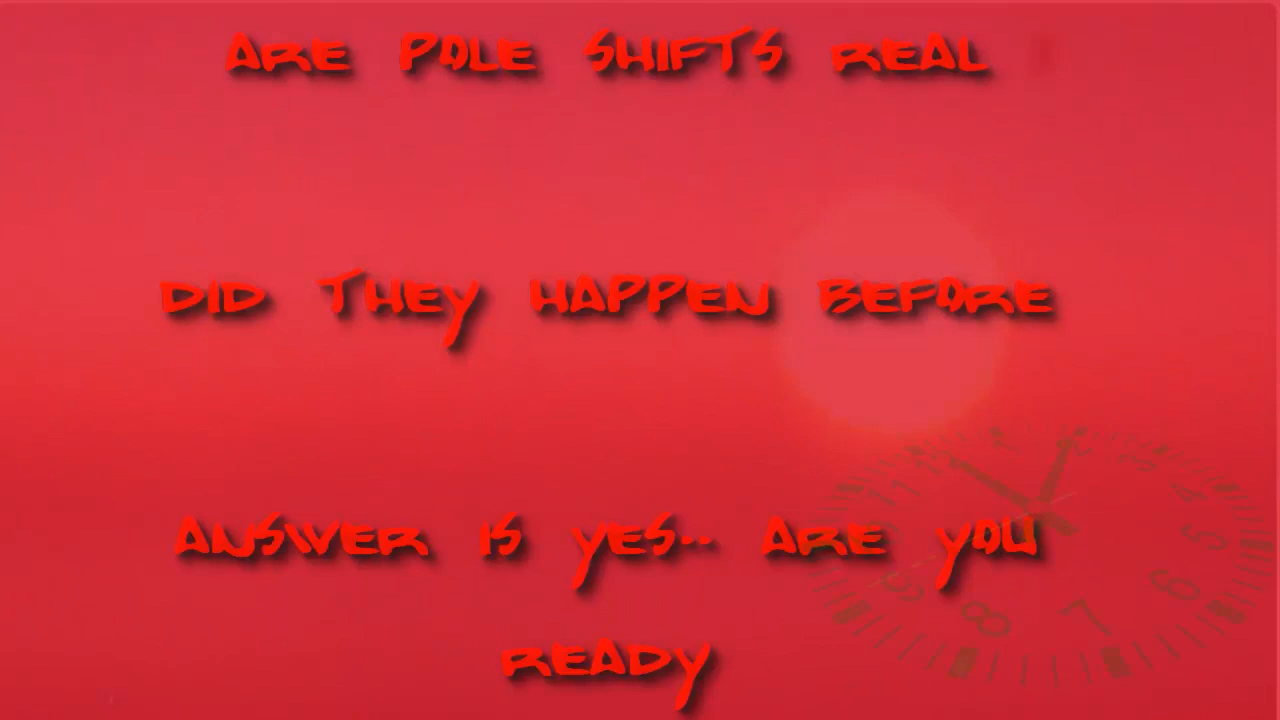 ARE POLE SHIFTS REAL
DID THEY HAPPEN BEFORE
ANSWER IS YES.. ARE YOU
READY